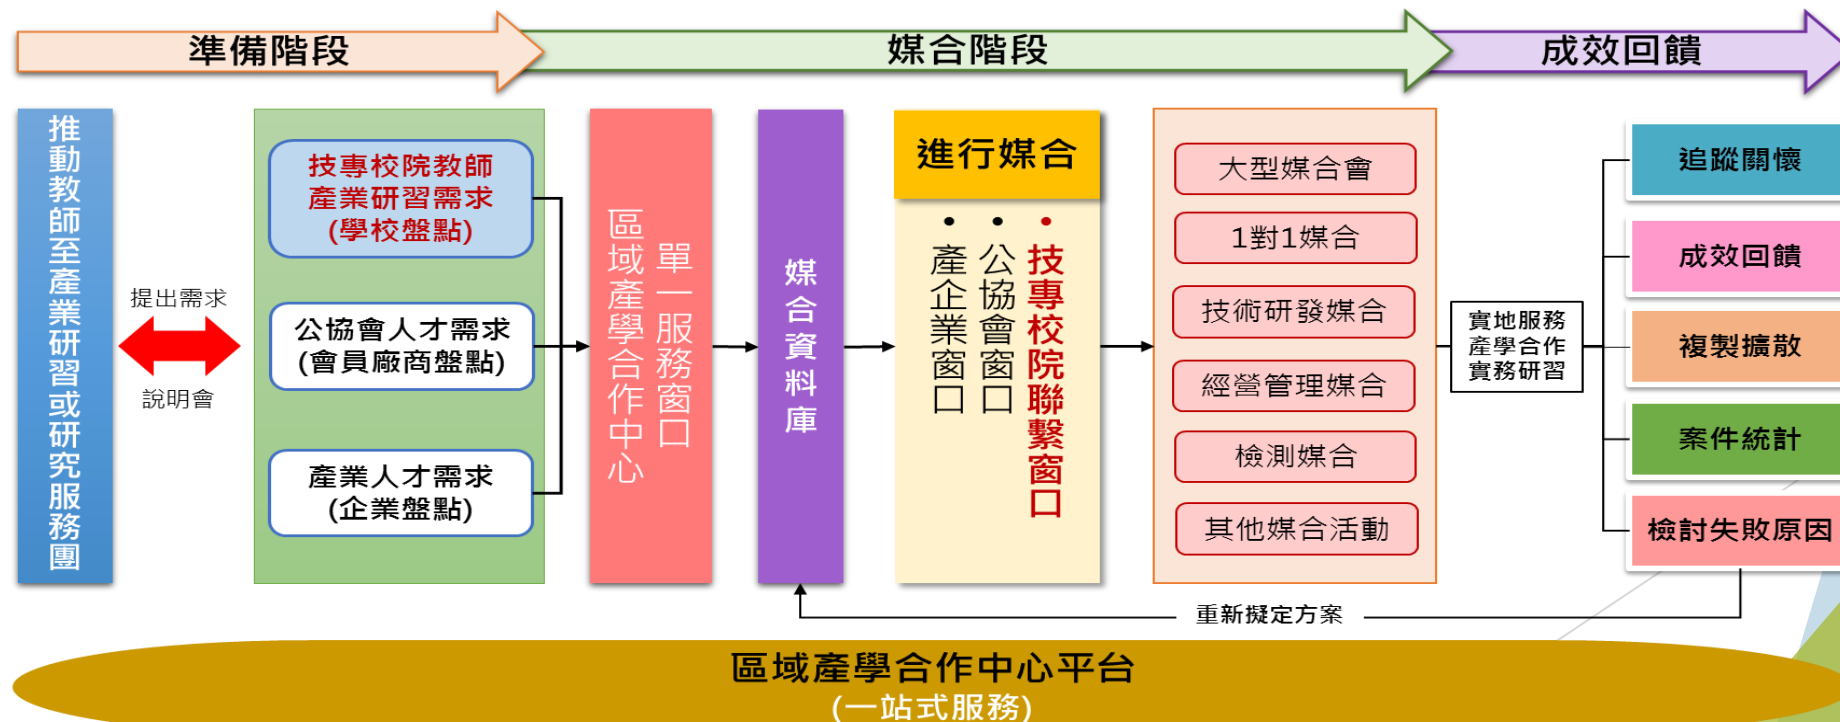 準備階段
媒合階段
成效回饋
推動教師至產業研習或研究服務團
提出需求
說明會
技專校院教師
產業研習需求
(學校盤點)
公協會人才需求
(會員廠商盤點)
產業人才需求
(企業盤點)
單一服務窗口
區域產學合作中心
媒合資料庫
進行媒合
• 技專校院聯繫窗口
• 公協會窗口
• 產企業窗口
大型媒合會
1對1媒合
技術研發媒合
經營管理媒合
檢測媒合
其他媒合活動
實地服務
產學合作
實務研習
追蹤關懷
成效回饋
複製擴散
案件統計
檢討失敗原因
重新擬定方案
區域產學合作中心平台
(一站式服務)